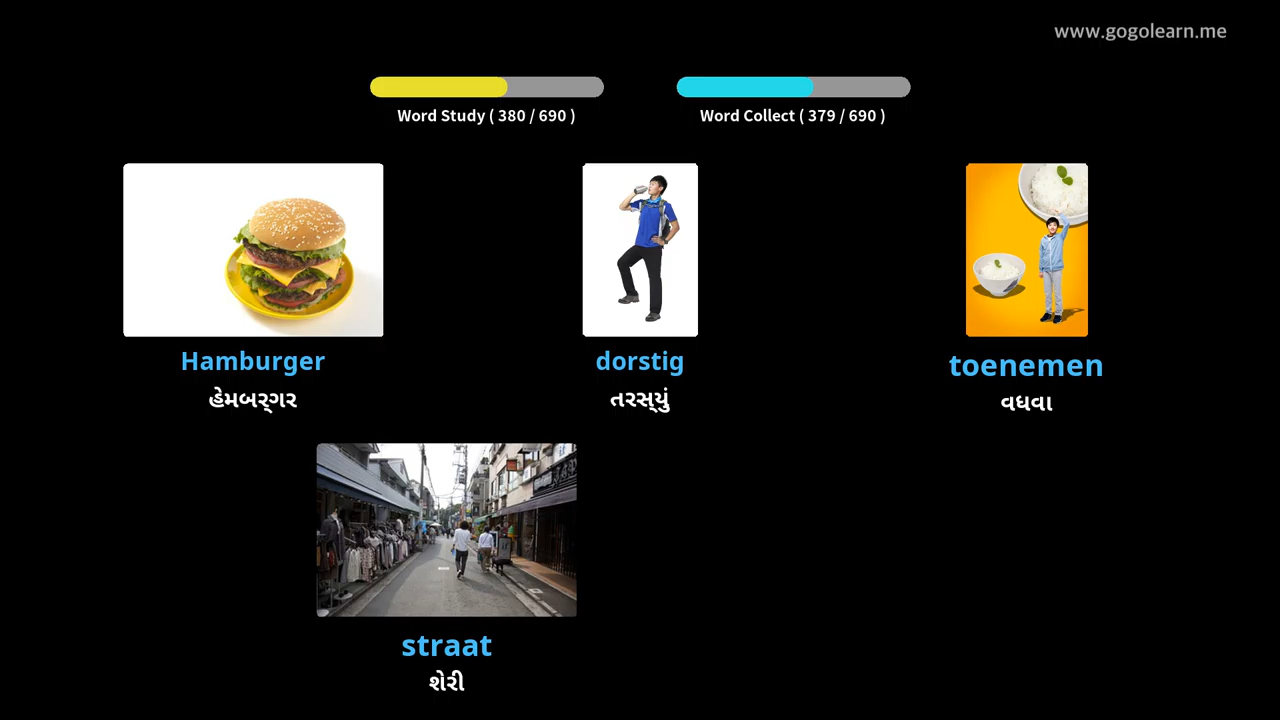 www.gogolearn.me
Word Study ( 380 / 690 )
Word Collect ( 379 / 690 )
Hamburger
હેમબર્ગર
dorstig
તરસ્યું
toenemen
વધવા
straat
શેરી